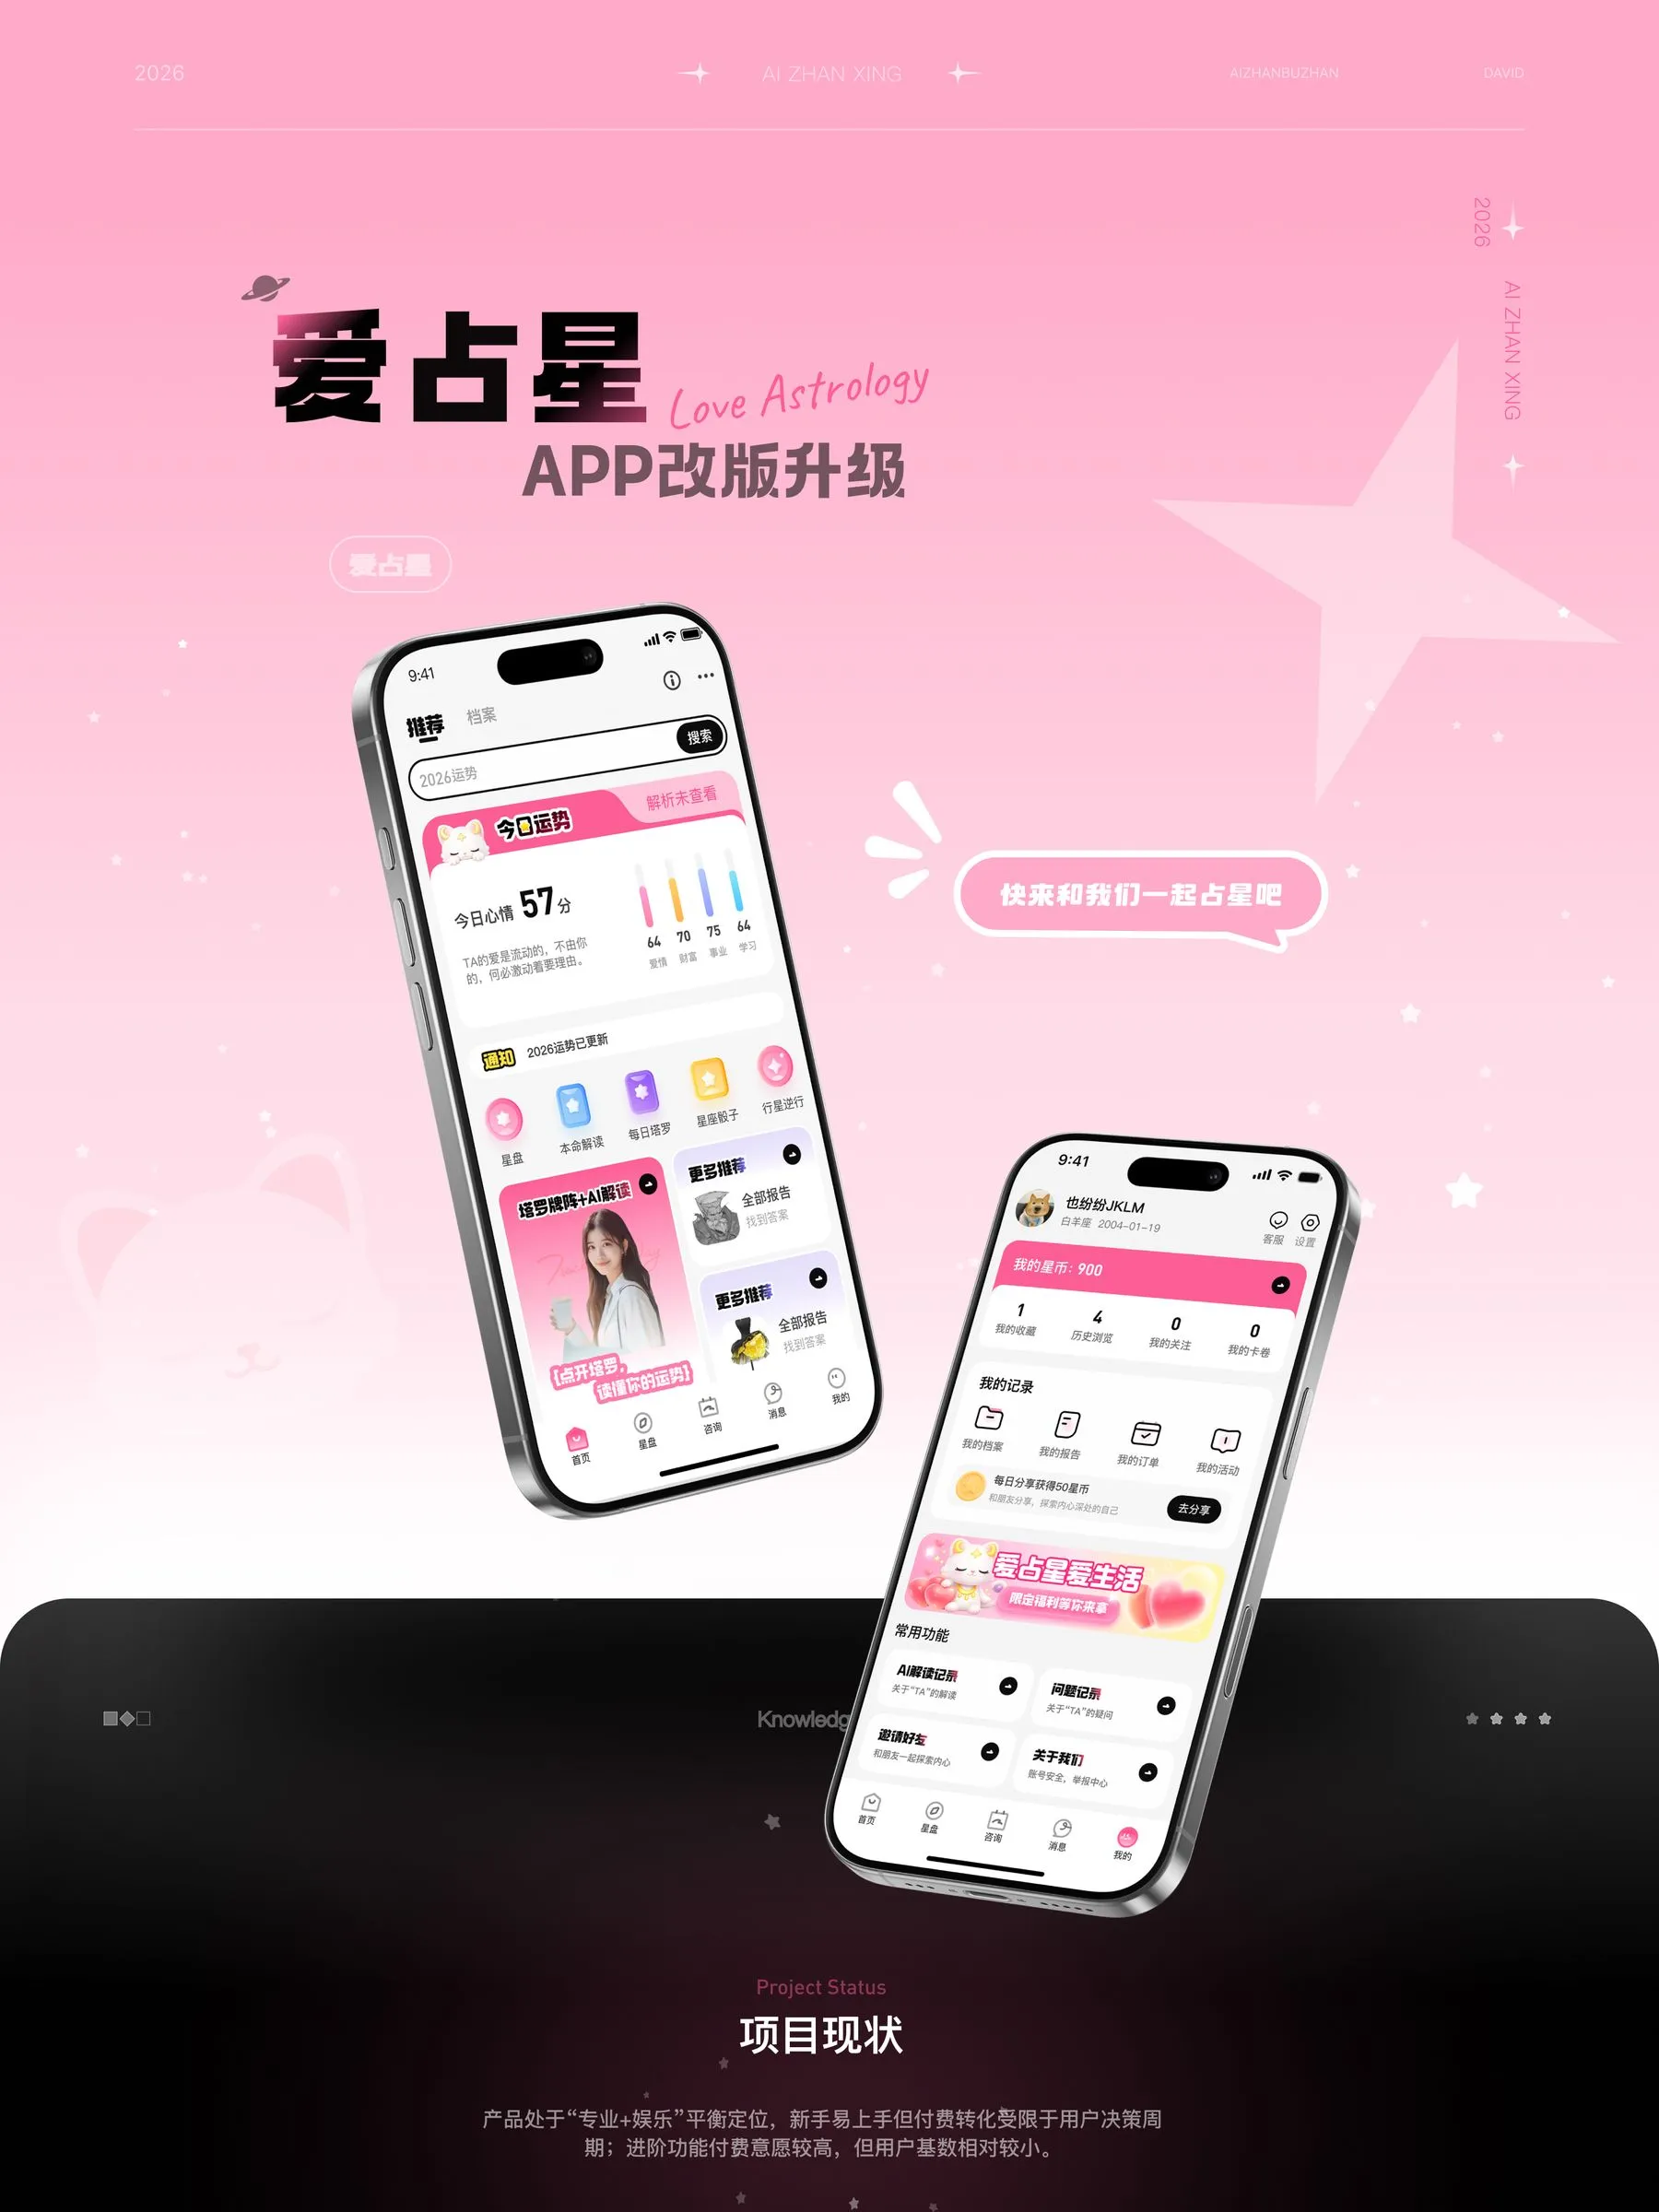 2026
AI ZHAN XING
AIZHANBUZHAN
DAVID
2026
AI ZHAN XING
爱占星
Love Astrology
APP改版升级
爱占星
9:41
推荐
档案
2026运势
搜索
今日运势
解析未查看
今日心情 57分
TA的爱是流动的，不由你
的，何必激动着要理由。
64 70 75 64
爱情 财富 事业 学习
通知
2026运势已更新
星盘
本命解读
每日塔罗
星座骰子
行星逆行
塔罗牌阵+AI解读
[点开塔罗，
读懂你的运势]
更多推荐
全部报告
找到答案
更多推荐
全部报告
找到答案
首页
星盘
咨询
消息
我的
快来和我们一起占星吧
9:41
也纷纷JKLM
白羊座 2004-01-19
客服
设置
我的星币：900
1 4 0 0
我的收藏 历史浏览 我的关注 我的卡卷
我的记录
我的档案 我的报告 我的订单 我的活动
每日分享获得50星币
和朋友分享，探索内心深处的自己
去分享
爱占星爱生活
限定福利等你来拿
常用功能
AI解读记录
关于“TA”的解读
问题记录
关于“TA”的疑问
邀请好友
和朋友一起探索内心
关于我们
账号安全，举报中心
首页
星盘
咨询
消息
我的
Knowledg
Project Status
项目现状
产品处于“专业+娱乐”平衡定位，新手易上手但付费转化受限于用户决策周
期；进阶功能付费意愿较高，但用户基数相对较小。